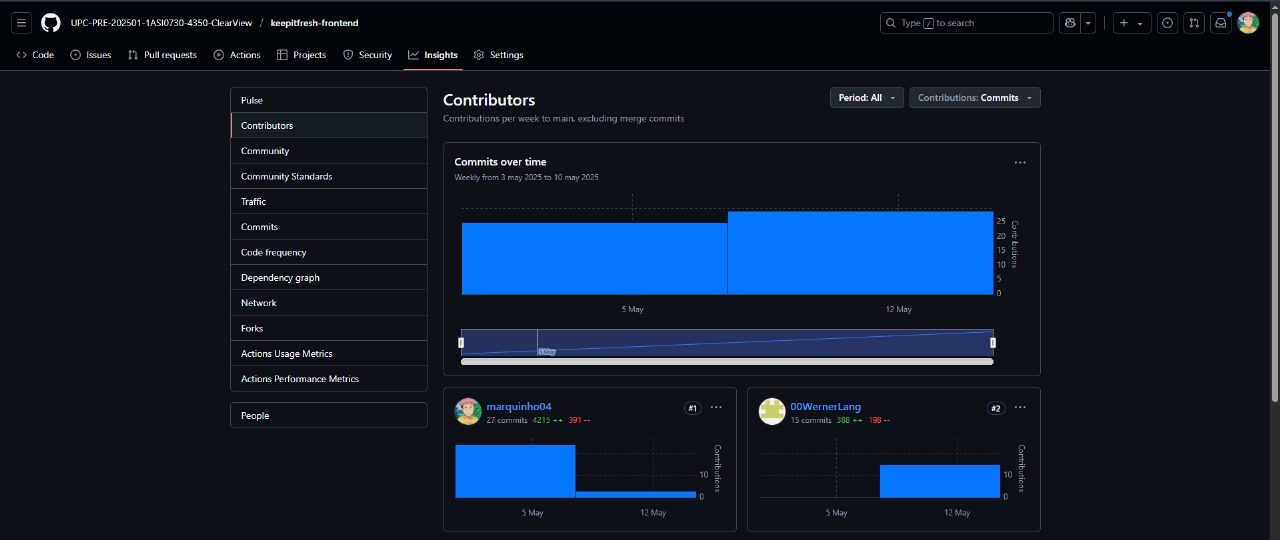 UPC-PRE-202501-1ASI0730-4350-ClearView / keepitfresh-frontend
Type / to search
Code Issues Pull requests Actions Projects Security Insights Settings
Pulse
Contributors
Community
Community Standards
Traffic
Commits
Code frequency
Dependency graph
Network
Forks
Actions Usage Metrics
Actions Performance Metrics
People
Contributors
Period: All
Contributions: Commits
Contributions per week to main, excluding merge commits
Commits over time
Weekly from 3 may 2025 to 10 may 2025
25
20
15
10
5
0
Contributions
5 May
12 May
marquinho04
#1
27 commits 4215 ++ 391 --
10
0
Contributions
5 May
12 May
00WernerLang
#2
15 commits 388 ++ 198 --
10
0
Contributions
5 May
12 May